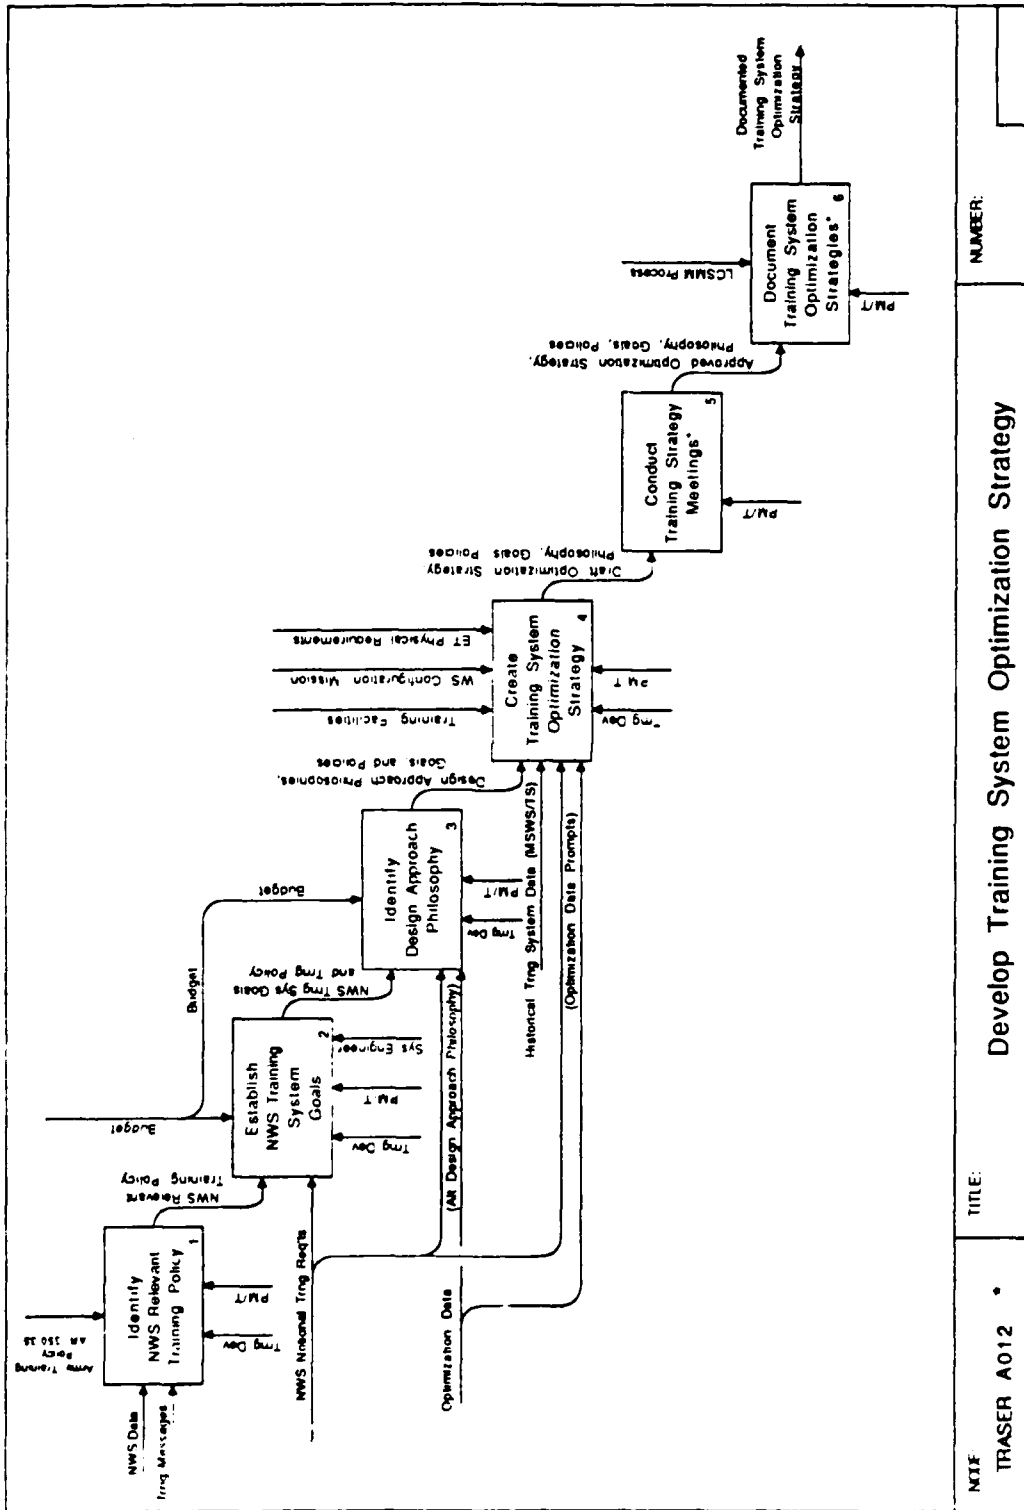 Army Training
Policy
AR 350 38
NWS Data
Trng Messages
Identify
NWS Relevant
Training Policy
1
Trng Dev
PM/T
NWS Relevant
Training Policy
Budget
Budget
Budget
NWS Notional Trng Req'ts
Establish
NWS Training
System
Goals
2
Trng Dev
PM/T
Sys Engineer
NWS Trng Sys Goals
and Trng Policy
Optimization Data
(AR Design Approach Philosophy)
Identify
Design Approach
Philosophy
3
Trng Dev
PM/T
Design Approach Philosophies,
Goals and Policies
Historical Trng System Data (MSWS/TS)
(Optimization Data Prompts)
Training Facilities
WS Configuration Mission
ET Physical Requirements
Create
Training System
Optimization
Strategy
4
Trng Dev
PM T
Draft Optimization Strategy,
Philosophy, Goals Policies
Conduct
Training Strategy
Meetings*
5
PM/T
Approved Optimization Strategy,
Philosophy, Goals, Policies
LCSMM Process
Document
Training System
Optimization
Strategies*
6
PM/T
Documented
Training System
Optimization
Strategy
NODE:
TRASER A012 *
TITLE:
Develop Training System Optimization Strategy
NUMBER: